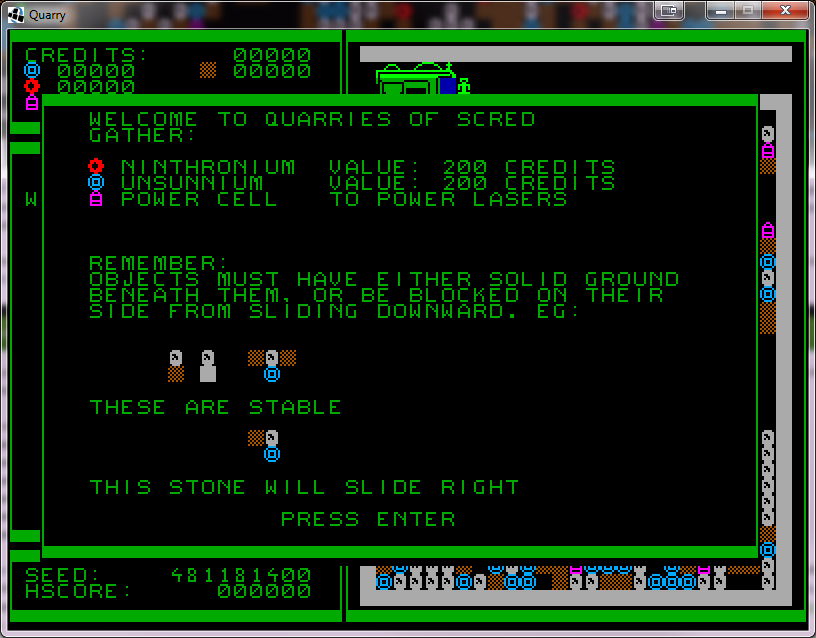 Quarry
CREDITS: 00000
00000 00000
00000
WELCOME TO QUARRIES OF SCRED
GATHER:
NINTHRONIUM VALUE: 200 CREDITS
UNSUNNIUM VALUE: 200 CREDITS
POWER CELL TO POWER LASERS
W
REMEMBER:
OBJECTS MUST HAVE EITHER SOLID GROUND
BENEATH THEM, OR BE BLOCKED ON THEIR
SIDE FROM SLIDING DOWNWARD. EG:
THESE ARE STABLE
THIS STONE WILL SLIDE RIGHT
PRESS ENTER
SEED: 481181400
HSCORE: 000000